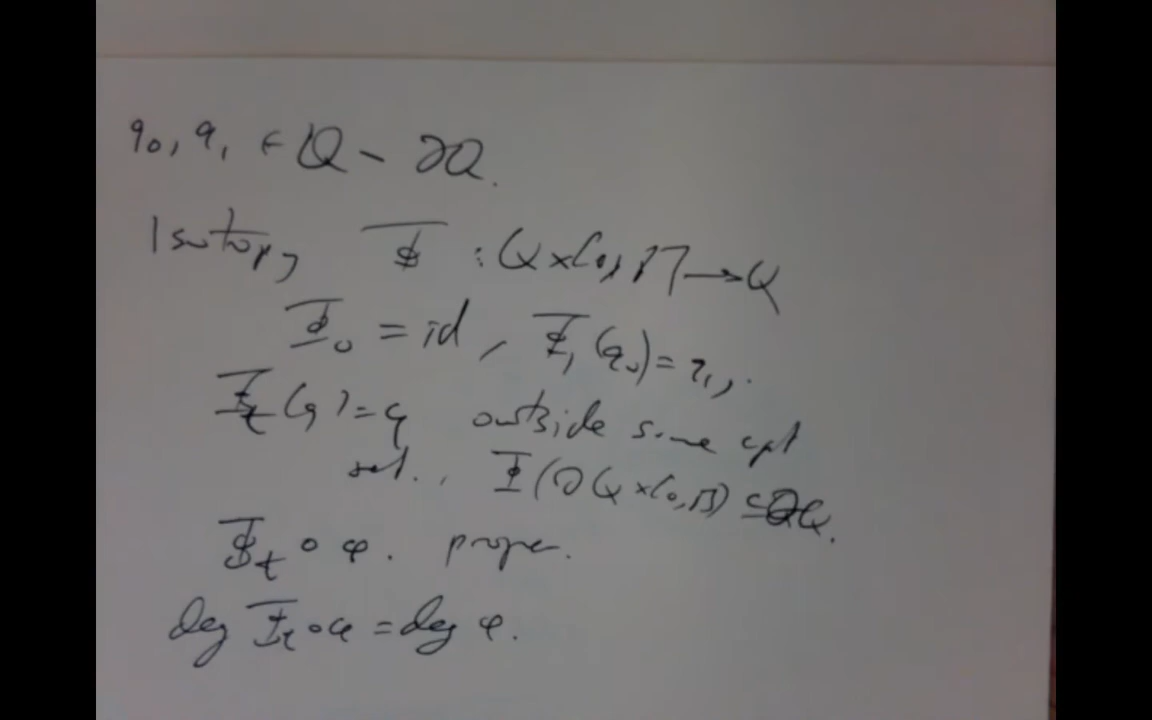 q₀, q₁ ∈ Q − ∂Q.
Isotopy Φ : Q × [0,1] → Q
Φ₀ = id, Φ₁(q₀) = q₁,.
Φₜ(q) = q outside some cpt
set., Φ(∂Q × [0,1]) ⊆ ∂Q.
Φₜ ∘ φ. proper.
deg Φₜ ∘ φ = deg φ.